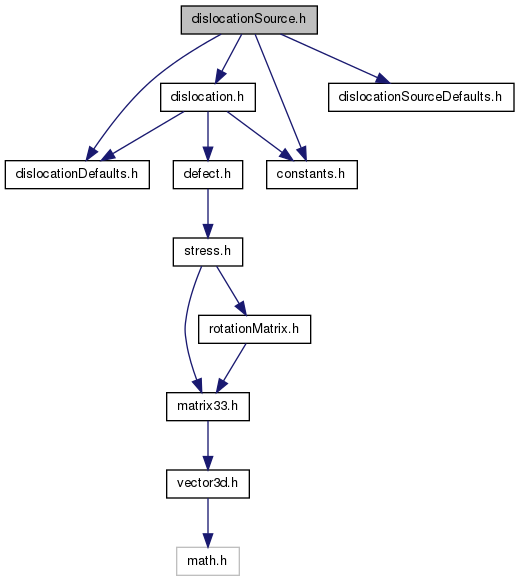 dislocationSource.h
dislocation.h
dislocationSourceDefaults.h
dislocationDefaults.h
defect.h
constants.h
stress.h
rotationMatrix.h
matrix33.h
vector3d.h
math.h